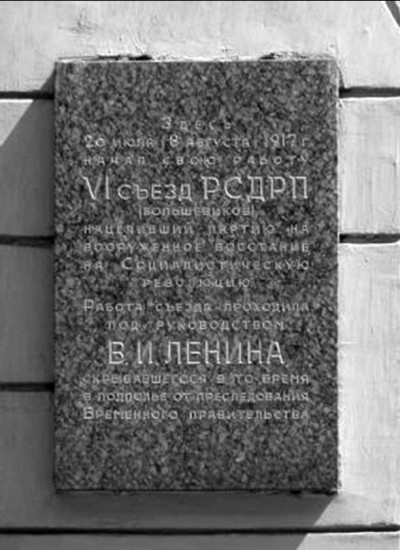 Здесь
26 июля (8 августа) 1917 г.
начал свою работу
VI съезд РСДРП
(большевиков)
нацеливший партию на
вооруженное восстание
на Социалистическую
революцию.
Работа съезда проходила
под руководством
В. И. ЛЕНИНА
скрывавшегося в то время
в подполье от преследования
Временного правительства